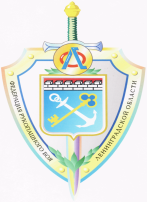 ФЕДЕРАЦИЯ РУКОПАШНОГО БОЯ
ЛЕНИНГРАДСКОЙ ОБЛАСТИ